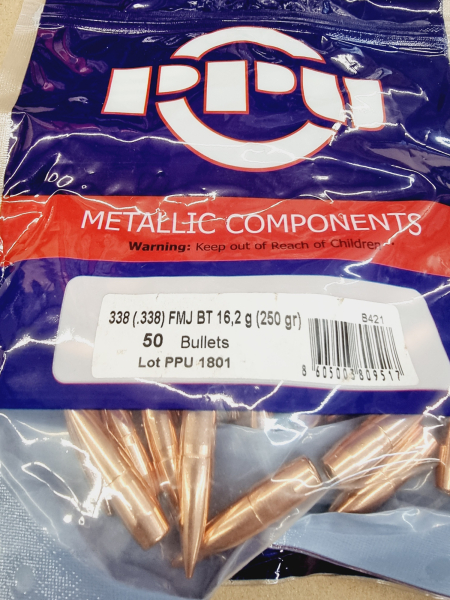 PPU
100
METALLIC COMPONENTS
Warning: Keep out of Reach of Children
338 (.338) FMJ BT 16,2 g (250 gr)
B421
50 Bullets
Lot PPU 1801
8 605003 809517